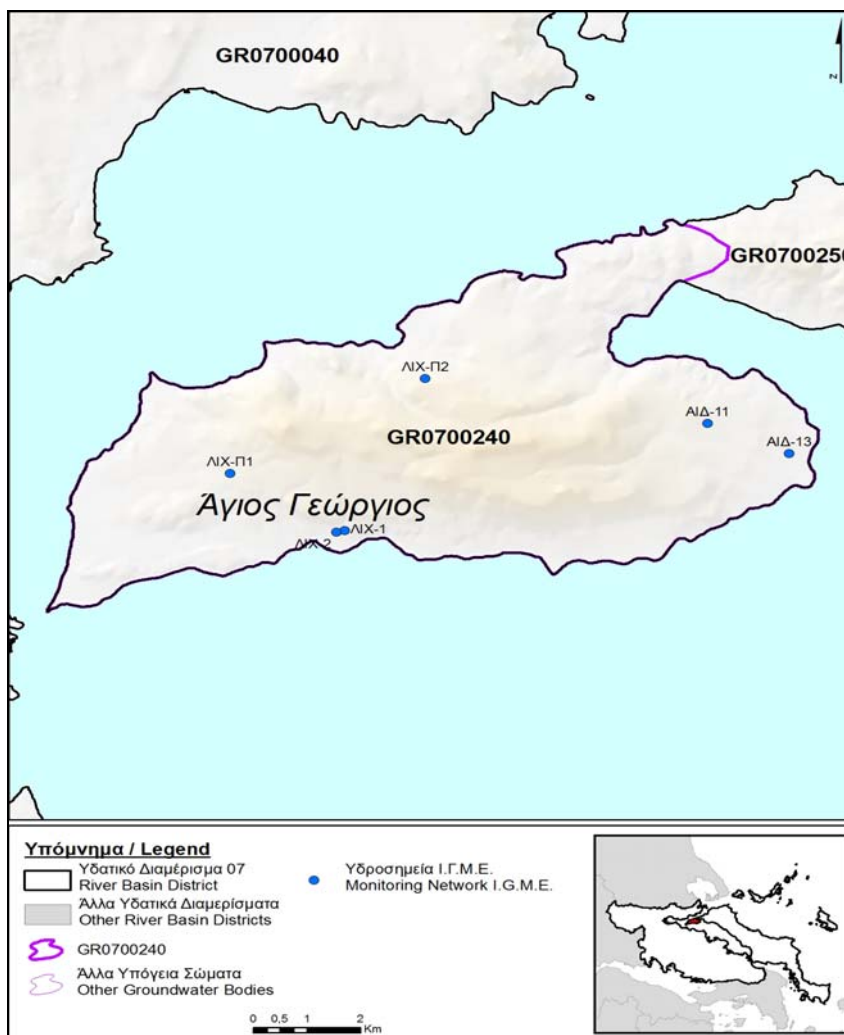 GR0700040
N
GR0700250
ΛΙΧ-Π2
ΑΙΔ-11
GR0700240
ΑΙΔ-13
ΛΙΧ-Π1
Άγιος Γεώργιος
ΛΙΧ-1
ΛΙΧ-2
Υπόμνημα / Legend
Υδατικό Διαμέρισμα 07
River Basin District
Άλλα Υδατικά Διαμερίσματα
Other River Basin Districts
GR0700240
Άλλα Υπόγεια Σώματα
Other Groundwater Bodies
Υδροσημεία Ι.Γ.Μ.Ε.
Monitoring Network I.G.M.E.
0 0,5 1 2
Km